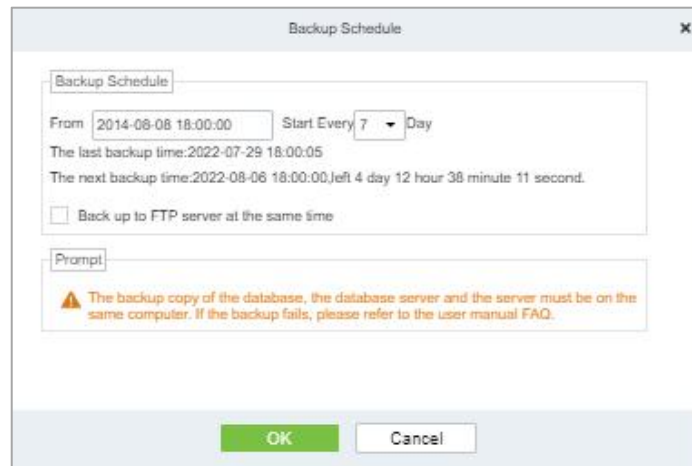 Backup Schedule
Backup Schedule
From 2014-08-08 18:00:00 Start Every 7 Day
The last backup time:2022-07-29 18:00:05
The next backup time:2022-08-06 18:00:00,left 4 day 12 hour 38 minute 11 second.
Back up to FTP server at the same time
Prompt
The backup copy of the database, the database server and the server must be on the
same computer. If the backup fails, please refer to the user manual FAQ.
OK Cancel